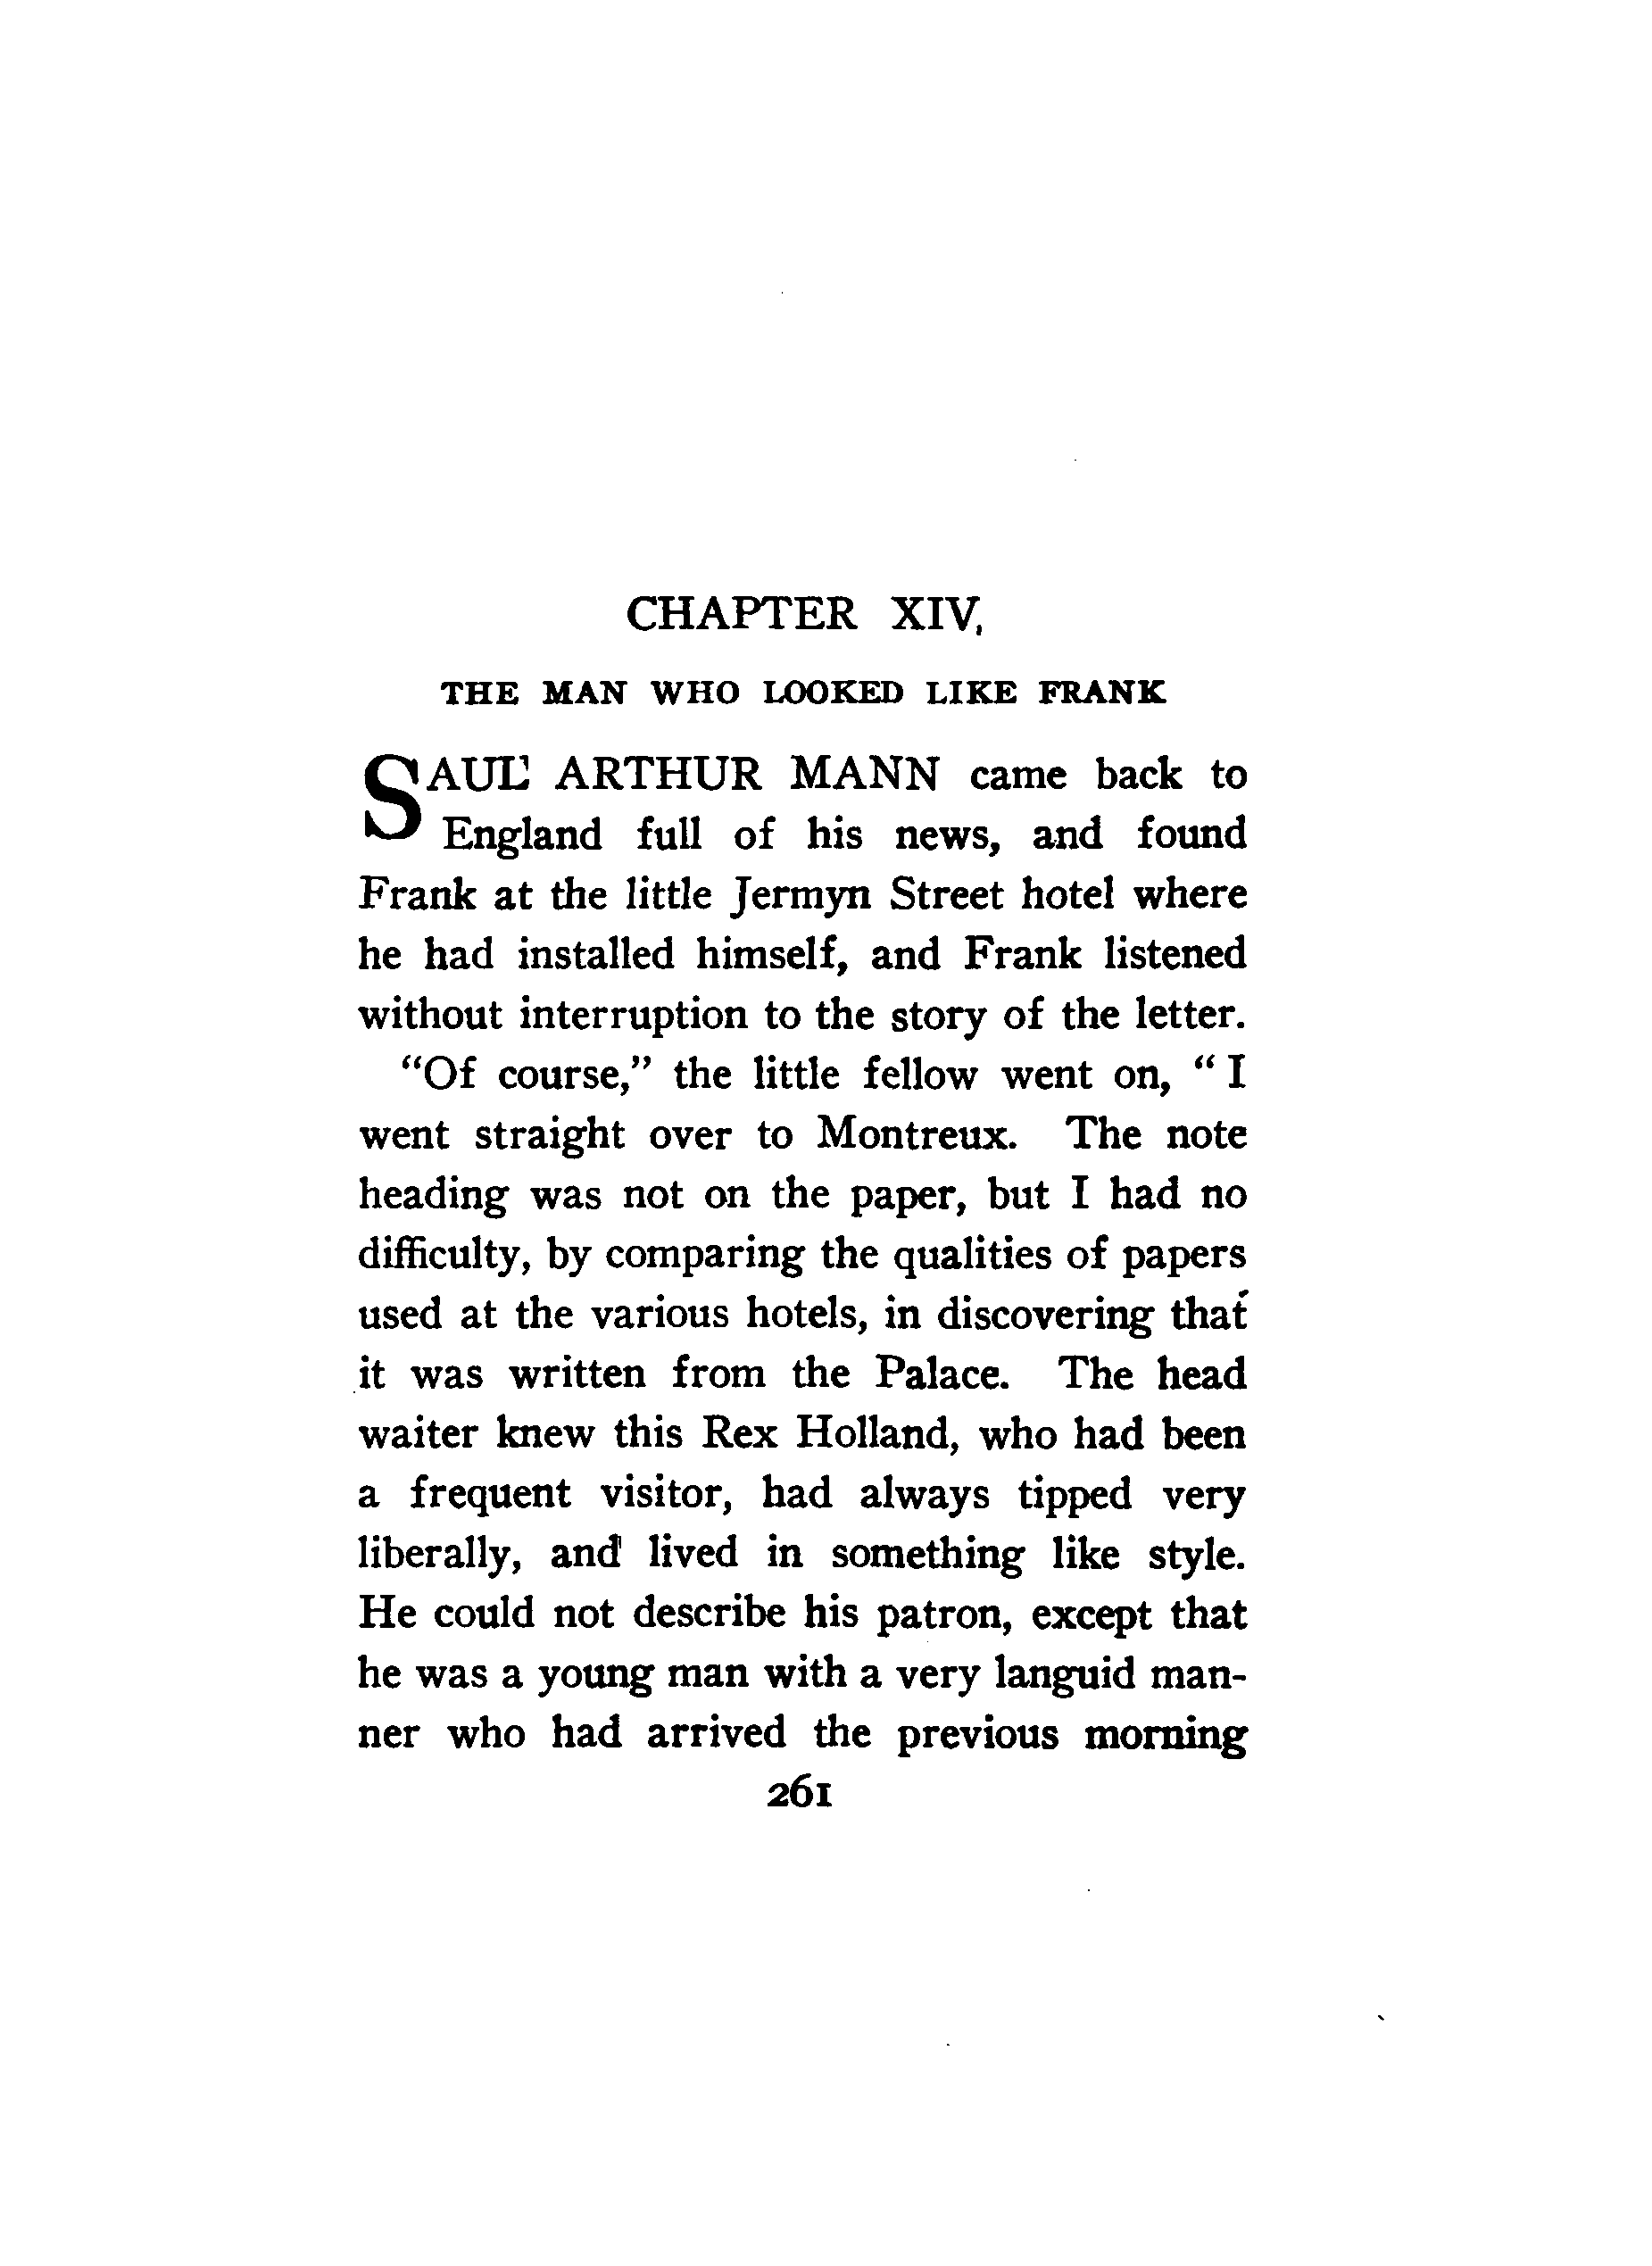 CHAPTER XIV,
THE MAN WHO LOOKED LIKE FRANK
SAUL ARTHUR MANN came back to
England full of his news, and found
Frank at the little Jermyn Street hotel where
he had installed himself, and Frank listened
without interruption to the story of the letter.
"Of course," the little fellow went on, " I
went straight over to Montreux. The note
heading was not on the paper, but I had no
difficulty, by comparing the qualities of papers
used at the various hotels, in discovering that
it was written from the Palace. The head
waiter knew this Rex Holland, who had been
a frequent visitor, had always tipped very
liberally, and lived in something like style.
He could not describe his patron, except that
he was a young man with a very languid man-
ner who had arrived the previous morning
261